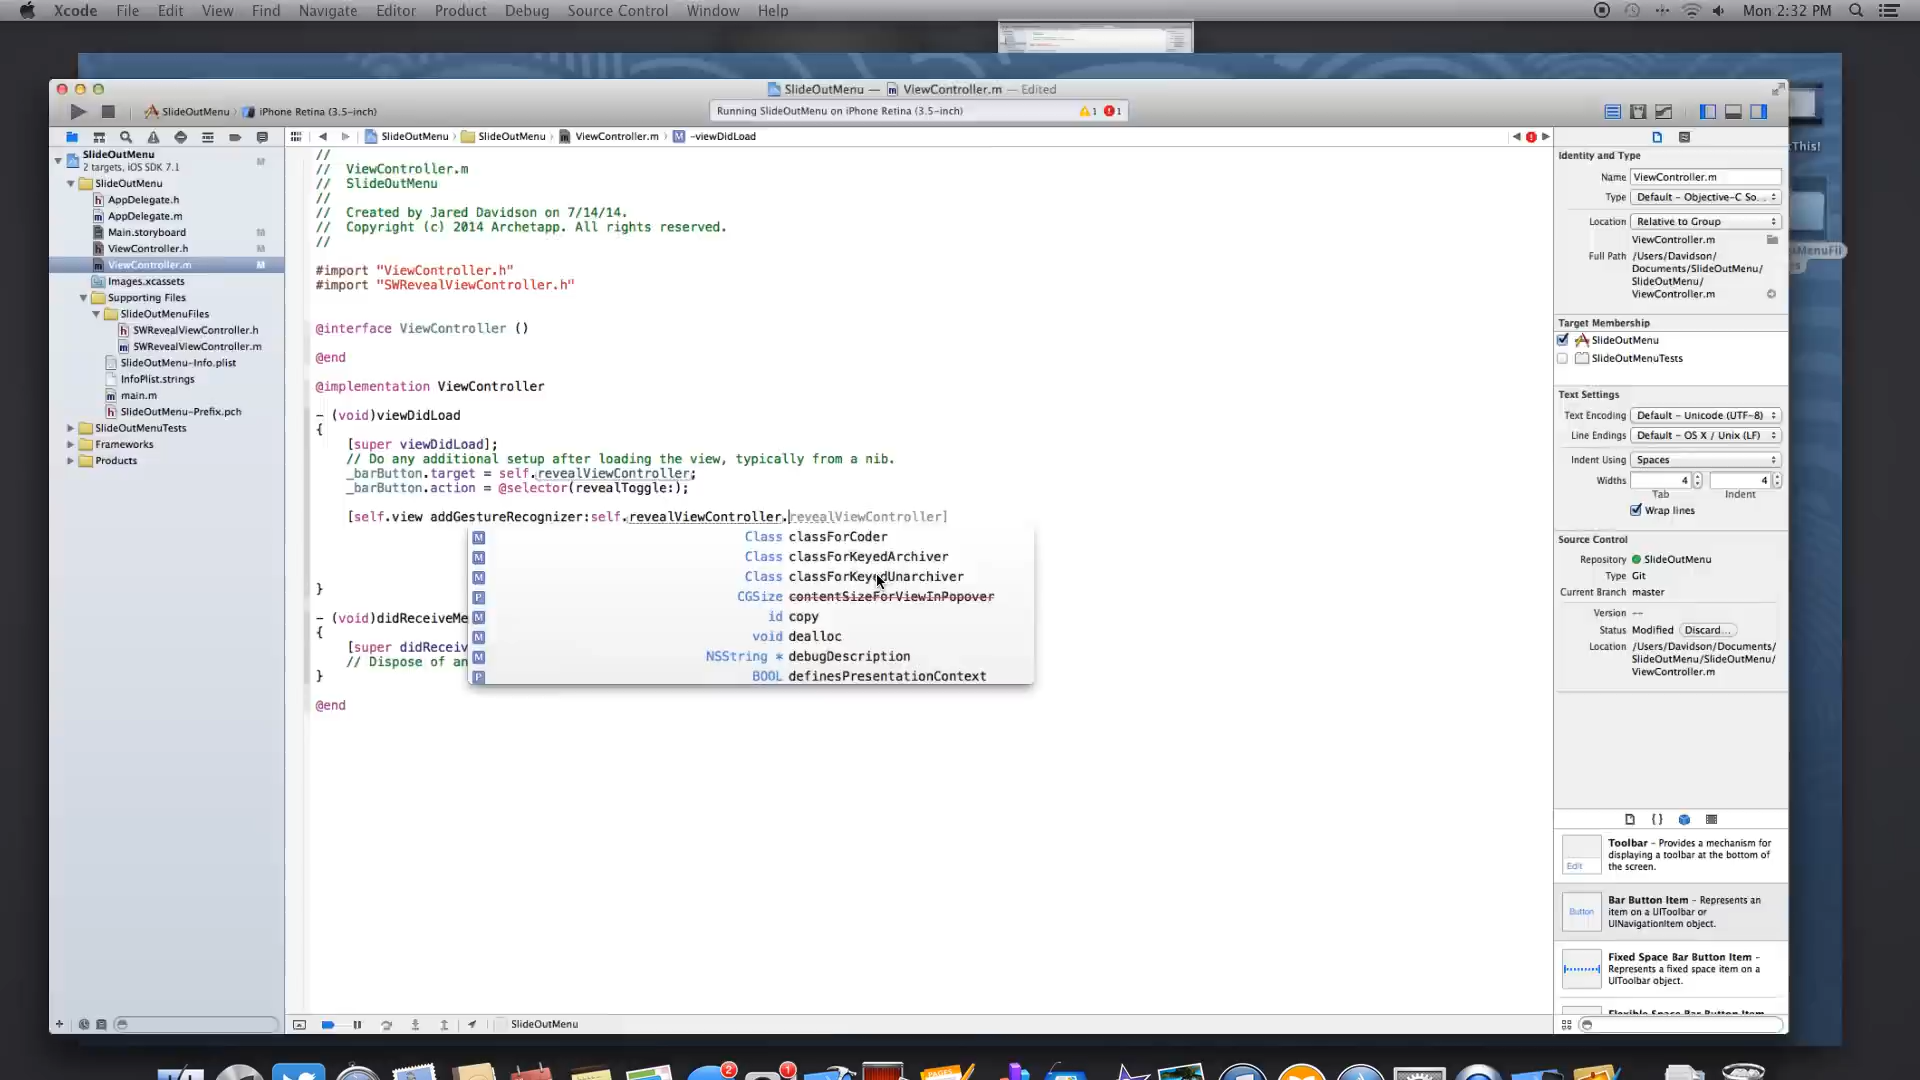 Xcode File Edit View Find Navigate Editor Product Debug Source Control Window Help Mon 2:32 PM
SlideOutMenu — ViewController.m — Edited
SlideOutMenu › iPhone Retina (3.5-inch) Running SlideOutMenu on iPhone Retina (3.5-inch) 1 1
SlideOutMenu › SlideOutMenu › ViewController.m › -viewDidLoad
SlideOutMenu M
2 targets, iOS SDK 7.1
SlideOutMenu
AppDelegate.h
AppDelegate.m
Main.storyboard M
ViewController.h M
ViewController.m M
Images.xcassets
Supporting Files
SlideOutMenuFiles
SWRevealViewController.h
SWRevealViewController.m
SlideOutMenu-Info.plist
InfoPlist.strings
main.m
SlideOutMenu-Prefix.pch
SlideOutMenuTests
Frameworks
Products
//
// ViewController.m
// SlideOutMenu
//
// Created by Jared Davidson on 7/14/14.
// Copyright (c) 2014 Archetapp. All rights reserved.
//
#import "ViewController.h"
#import "SWRevealViewController.h"
@interface ViewController ()
@end
@implementation ViewController
- (void)viewDidLoad
{
[super viewDidLoad];
// Do any additional setup after loading the view, typically from a nib.
_barButton.target = self.revealViewController;
_barButton.action = @selector(revealToggle:);
[self.view addGestureRecognizer:self.revealViewController.revealViewController]
M Class classForCoder
M Class classForKeyedArchiver
M Class classForKeyedUnarchiver
P CGSize contentSizeForViewInPopover
M id copy
M void dealloc
M NSString * debugDescription
P BOOL definesPresentationContext
}
- (void)didReceiveMe
{
[super didReceiv
// Dispose of an
}
@end
SlideOutMenu
Identity and Type
Name ViewController.m
Type Default - Objective-C So...
Location Relative to Group
ViewController.m
Full Path /Users/Davidson/
Documents/SlideOutMenu/
SlideOutMenu/
ViewController.m
Target Membership
SlideOutMenu
SlideOutMenuTests
Text Settings
Text Encoding Default - Unicode (UTF-8)
Line Endings Default - OS X / Unix (LF)
Indent Using Spaces
Widths 4 4
Tab Indent
Wrap lines
Source Control
Repository SlideOutMenu
Type Git
Current Branch master
Version --
Status Modified Discard...
Location /Users/Davidson/Documents/
SlideOutMenu/SlideOutMenu/
ViewController.m
Edit
Toolbar - Provides a mechanism for
displaying a toolbar at the bottom of
the screen.
Button
Bar Button Item - Represents an
item on a UIToolbar or
UINavigationItem object.
Fixed Space Bar Button Item -
Represents a fixed space item on a
UIToolbar object.
Flexible Space Bar Button Item
2
1
PAGES